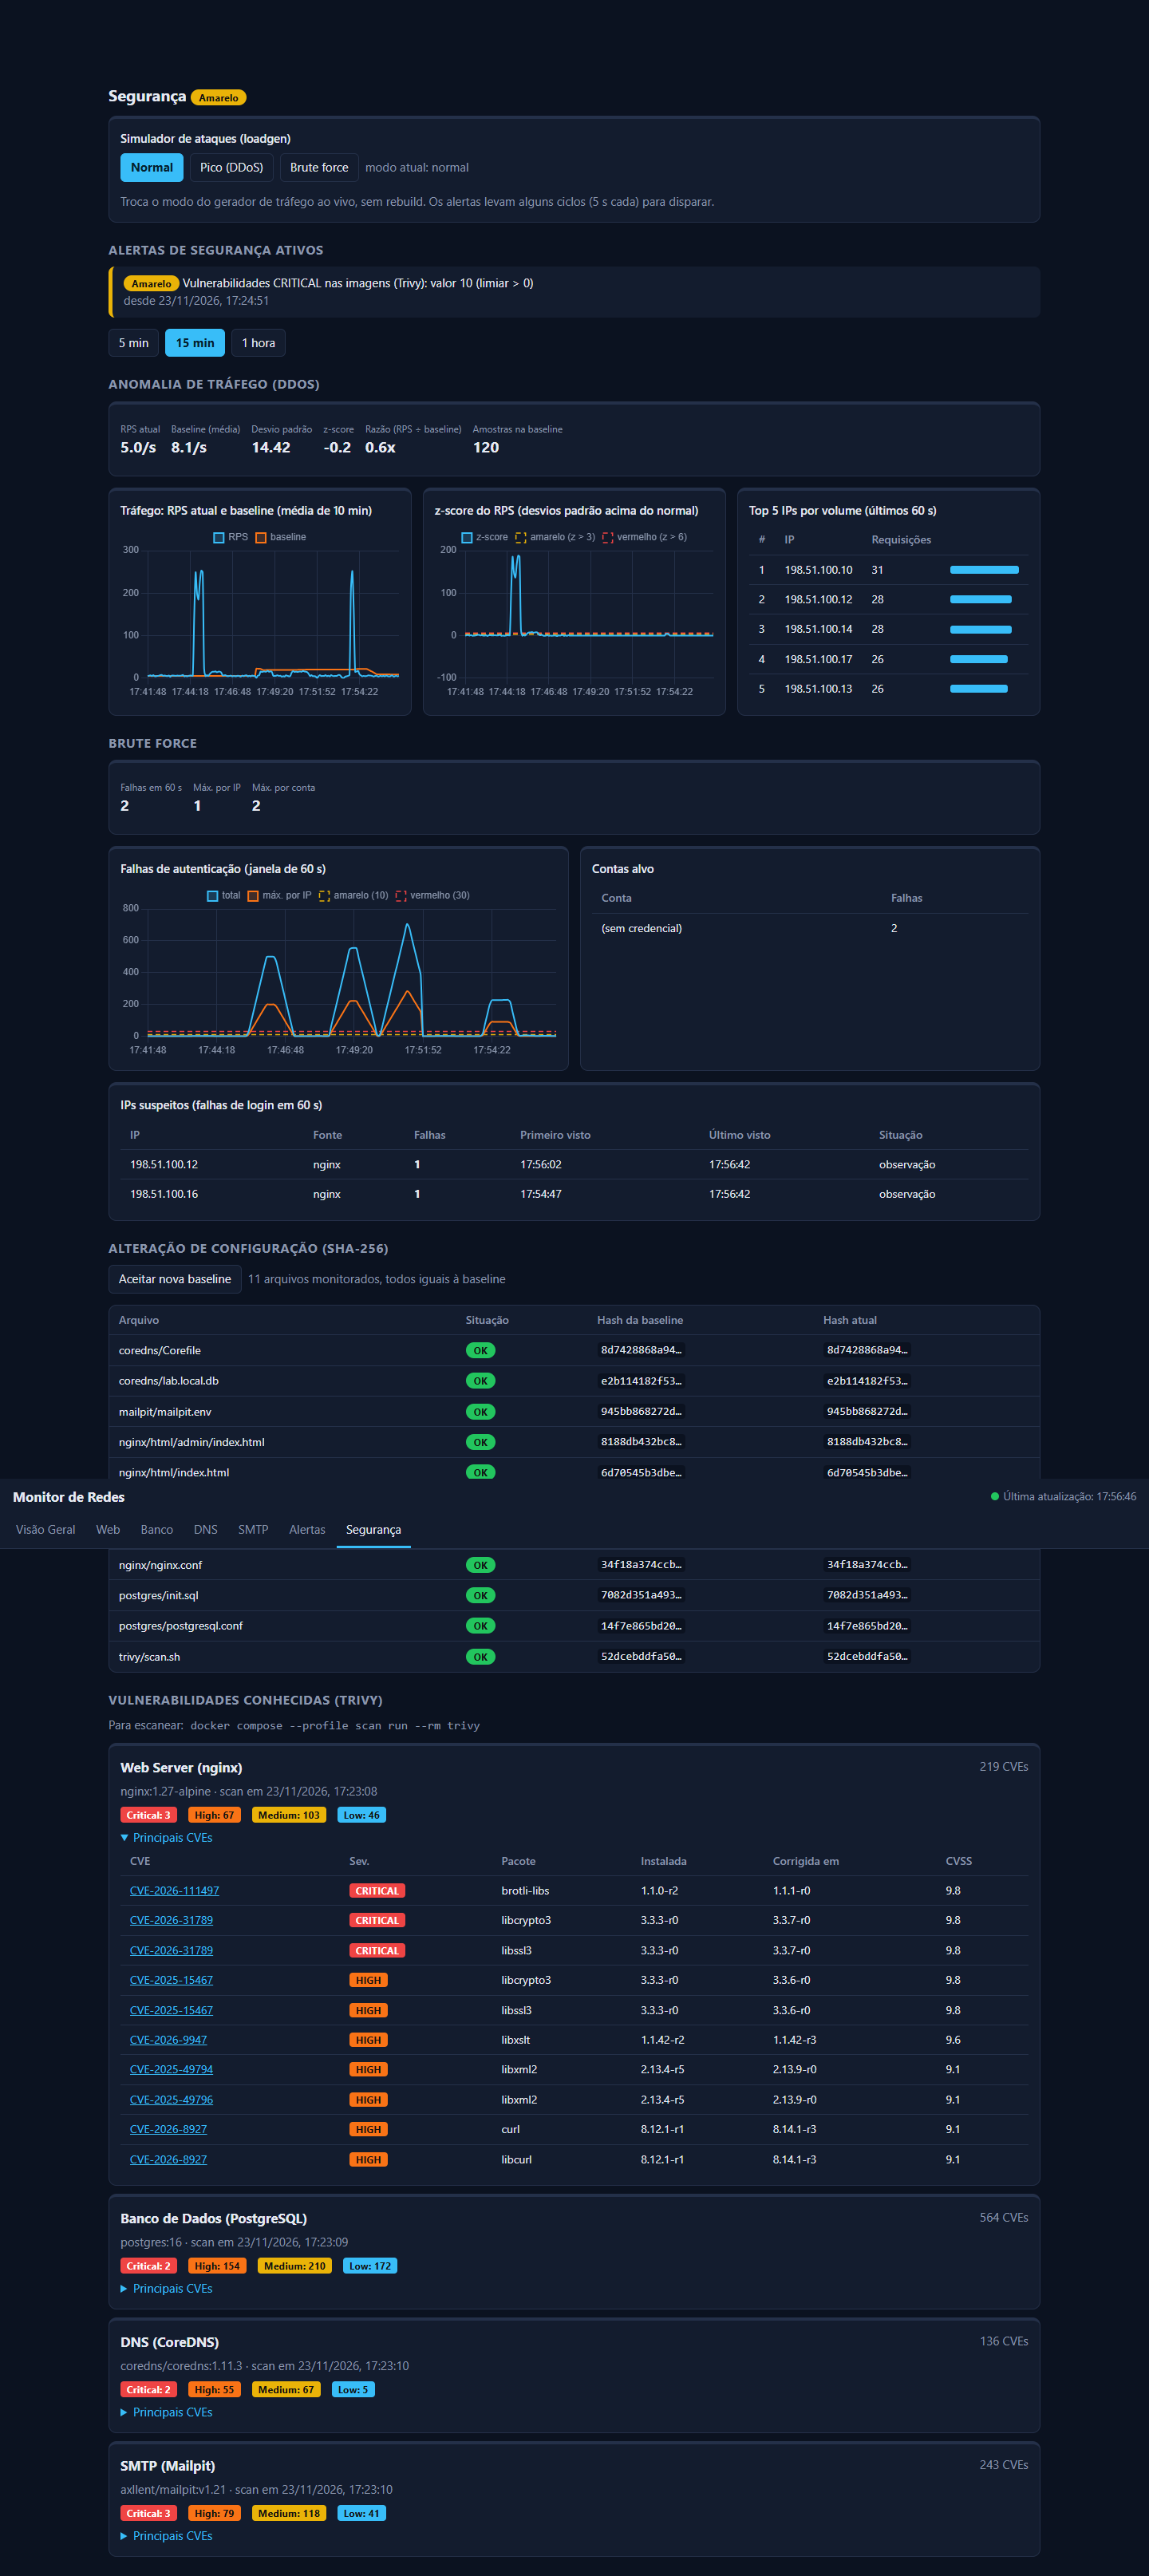 Segurança Amarelo
Simulador de ataques (loadgen)
Normal Pico (DDoS) Brute force modo atual: normal
Troca o modo do gerador de tráfego ao vivo, sem rebuild. Os alertas levam alguns ciclos (5 s cada) para disparar.
ALERTAS DE SEGURANÇA ATIVOS
Amarelo Vulnerabilidades CRITICAL nas imagens (Trivy): valor 10 (limiar > 0)
desde 23/11/2026, 17:24:51
5 min 15 min 1 hora
ANOMALIA DE TRÁFEGO (DDOS)
RPS atual Baseline (média) Desvio padrão z-score Razão (RPS ÷ baseline) Amostras na baseline
5.0/s 8.1/s 14.42 -0.2 0.6x 120
Tráfego: RPS atual e baseline (média de 10 min)
RPS baseline
300
200
100
0
17:41:48 17:44:18 17:46:48 17:49:20 17:51:52 17:54:22
z-score do RPS (desvios padrão acima do normal)
z-score amarelo (z > 3) vermelho (z > 6)
200
100
0
-100
17:41:48 17:44:18 17:46:48 17:49:20 17:51:52 17:54:22
Top 5 IPs por volume (últimos 60 s)
# IP Requisições
1 198.51.100.10 31
2 198.51.100.12 28
3 198.51.100.14 28
4 198.51.100.17 26
5 198.51.100.13 26
BRUTE FORCE
Falhas em 60 s Máx. por IP Máx. por conta
2 1 2
Falhas de autenticação (janela de 60 s)
total máx. por IP amarelo (10) vermelho (30)
800
600
400
200
0
17:41:48 17:44:18 17:46:48 17:49:20 17:51:52 17:54:22
Contas alvo
Conta Falhas
(sem credencial) 2
IPs suspeitos (falhas de login em 60 s)
IP Fonte Falhas Primeiro visto Último visto Situação
198.51.100.12 nginx 1 17:56:02 17:56:42 observação
198.51.100.16 nginx 1 17:54:47 17:56:42 observação
ALTERAÇÃO DE CONFIGURAÇÃO (SHA-256)
Aceitar nova baseline 11 arquivos monitorados, todos iguais à baseline
Arquivo Situação Hash da baseline Hash atual
coredns/Corefile OK 8d7428868a94… 8d7428868a94…
coredns/lab.local.db OK e2b114182f53… e2b114182f53…
mailpit/mailpit.env OK 945bb868272d… 945bb868272d…
nginx/html/admin/index.html OK 8188db432bc8… 8188db432bc8…
nginx/html/index.html OK 6d70545b3dbe… 6d70545b3dbe…
Monitor de Redes Última atualização: 17:56:46
Visão Geral Web Banco DNS SMTP Alertas Segurança
nginx/nginx.conf OK 34f18a374ccb… 34f18a374ccb…
postgres/init.sql OK 7082d351a493… 7082d351a493…
postgres/postgresql.conf OK 14f7e865bd20… 14f7e865bd20…
trivy/scan.sh OK 52dcebddfa50… 52dcebddfa50…
VULNERABILIDADES CONHECIDAS (TRIVY)
Para escanear: docker compose --profile scan run --rm trivy
Web Server (nginx) 219 CVEs
nginx:1.27-alpine · scan em 23/11/2026, 17:23:08
Critical: 3 High: 67 Medium: 103 Low: 46
▼ Principais CVEs
CVE Sev. Pacote Instalada Corrigida em CVSS
CVE-2026-111497 CRITICAL brotli-libs 1.1.0-r2 1.1.1-r0 9.8
CVE-2026-31789 CRITICAL libcrypto3 3.3.3-r0 3.3.7-r0 9.8
CVE-2026-31789 CRITICAL libssl3 3.3.3-r0 3.3.7-r0 9.8
CVE-2025-15467 HIGH libcrypto3 3.3.3-r0 3.3.6-r0 9.8
CVE-2025-15467 HIGH libssl3 3.3.3-r0 3.3.6-r0 9.8
CVE-2026-9947 HIGH libxslt 1.1.42-r2 1.1.42-r3 9.6
CVE-2025-49794 HIGH libxml2 2.13.4-r5 2.13.9-r0 9.1
CVE-2025-49796 HIGH libxml2 2.13.4-r5 2.13.9-r0 9.1
CVE-2026-8927 HIGH curl 8.12.1-r1 8.14.1-r3 9.1
CVE-2026-8927 HIGH libcurl 8.12.1-r1 8.14.1-r3 9.1
Banco de Dados (PostgreSQL) 564 CVEs
postgres:16 · scan em 23/11/2026, 17:23:09
Critical: 2 High: 154 Medium: 210 Low: 172
▶ Principais CVEs
DNS (CoreDNS) 136 CVEs
coredns/coredns:1.11.3 · scan em 23/11/2026, 17:23:10
Critical: 2 High: 55 Medium: 67 Low: 5
▶ Principais CVEs
SMTP (Mailpit) 243 CVEs
axllent/mailpit:v1.21 · scan em 23/11/2026, 17:23:10
Critical: 3 High: 79 Medium: 118 Low: 41
▶ Principais CVEs